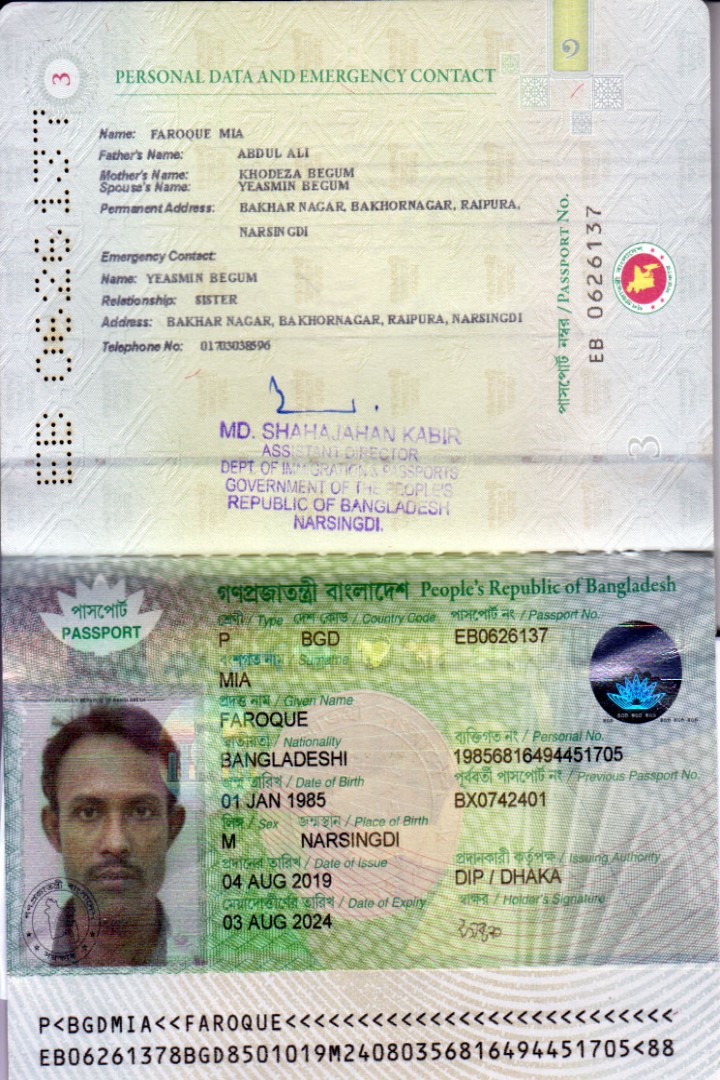 3
PERSONAL DATA AND EMERGENCY CONTACT
Name: FAROQUE MIA
Father's Name: ABDUL ALI
Mother's Name: KHODEZA BEGUM
Spouse's Name: YEASMIN BEGUM
Permanent Address: BAKHAR NAGAR, BAKHORNAGAR, RAIPURA,
NARSINGDI
Emergency Contact:
Name: YEASMIN BEGUM
Relationship: SISTER
Address: BAKHAR NAGAR, BAKHORNAGAR, RAIPURA, NARSINGDI
Telephone No: 01703038596
EB 0626137
পাসপোর্ট নম্বর / PASSPORT No.
EB 0626137
3
MD. SHAHAJAHAN KABIR
ASSISTANT DIRECTOR
DEPT. OF IMMIGRATION & PASSPORTS
GOVERNMENT OF THE PEOPLE'S
REPUBLIC OF BANGLADESH
NARSINGDI.
পাসপোর্ট
PASSPORT
গণপ্রজাতন্ত্রী বাংলাদেশ People's Republic of Bangladesh
শ্রেণী / Type দেশ কোড / Country Code পাসপোর্ট নং / Passport No.
P BGD EB0626137
বংশগত নাম / Surname
MIA
প্রদত্ত নাম / Given Name
FAROQUE
জাতীয়তা / Nationality ব্যক্তিগত নং / Personal No.
BANGLADESHI 19856816494451705
জন্ম তারিখ / Date of Birth পূর্ববর্তী পাসপোর্ট নং / Previous Passport No.
01 JAN 1985 BX0742401
লিঙ্গ / Sex জন্মস্থান / Place of Birth
M NARSINGDI
প্রদানের তারিখ / Date of Issue প্রদানকারী কর্তৃপক্ষ / Issuing Authority
04 AUG 2019 DIP / DHAKA
মেয়াদোত্তীর্ণের তারিখ / Date of Expiry স্বাক্ষর / Holder's Signature
03 AUG 2024
P<BGDMIA<<FAROQUE<<<<<<<<<<<<<<<<<<<<<<<<<<<
EB06261378BGD8501019M24080356816494451705<88